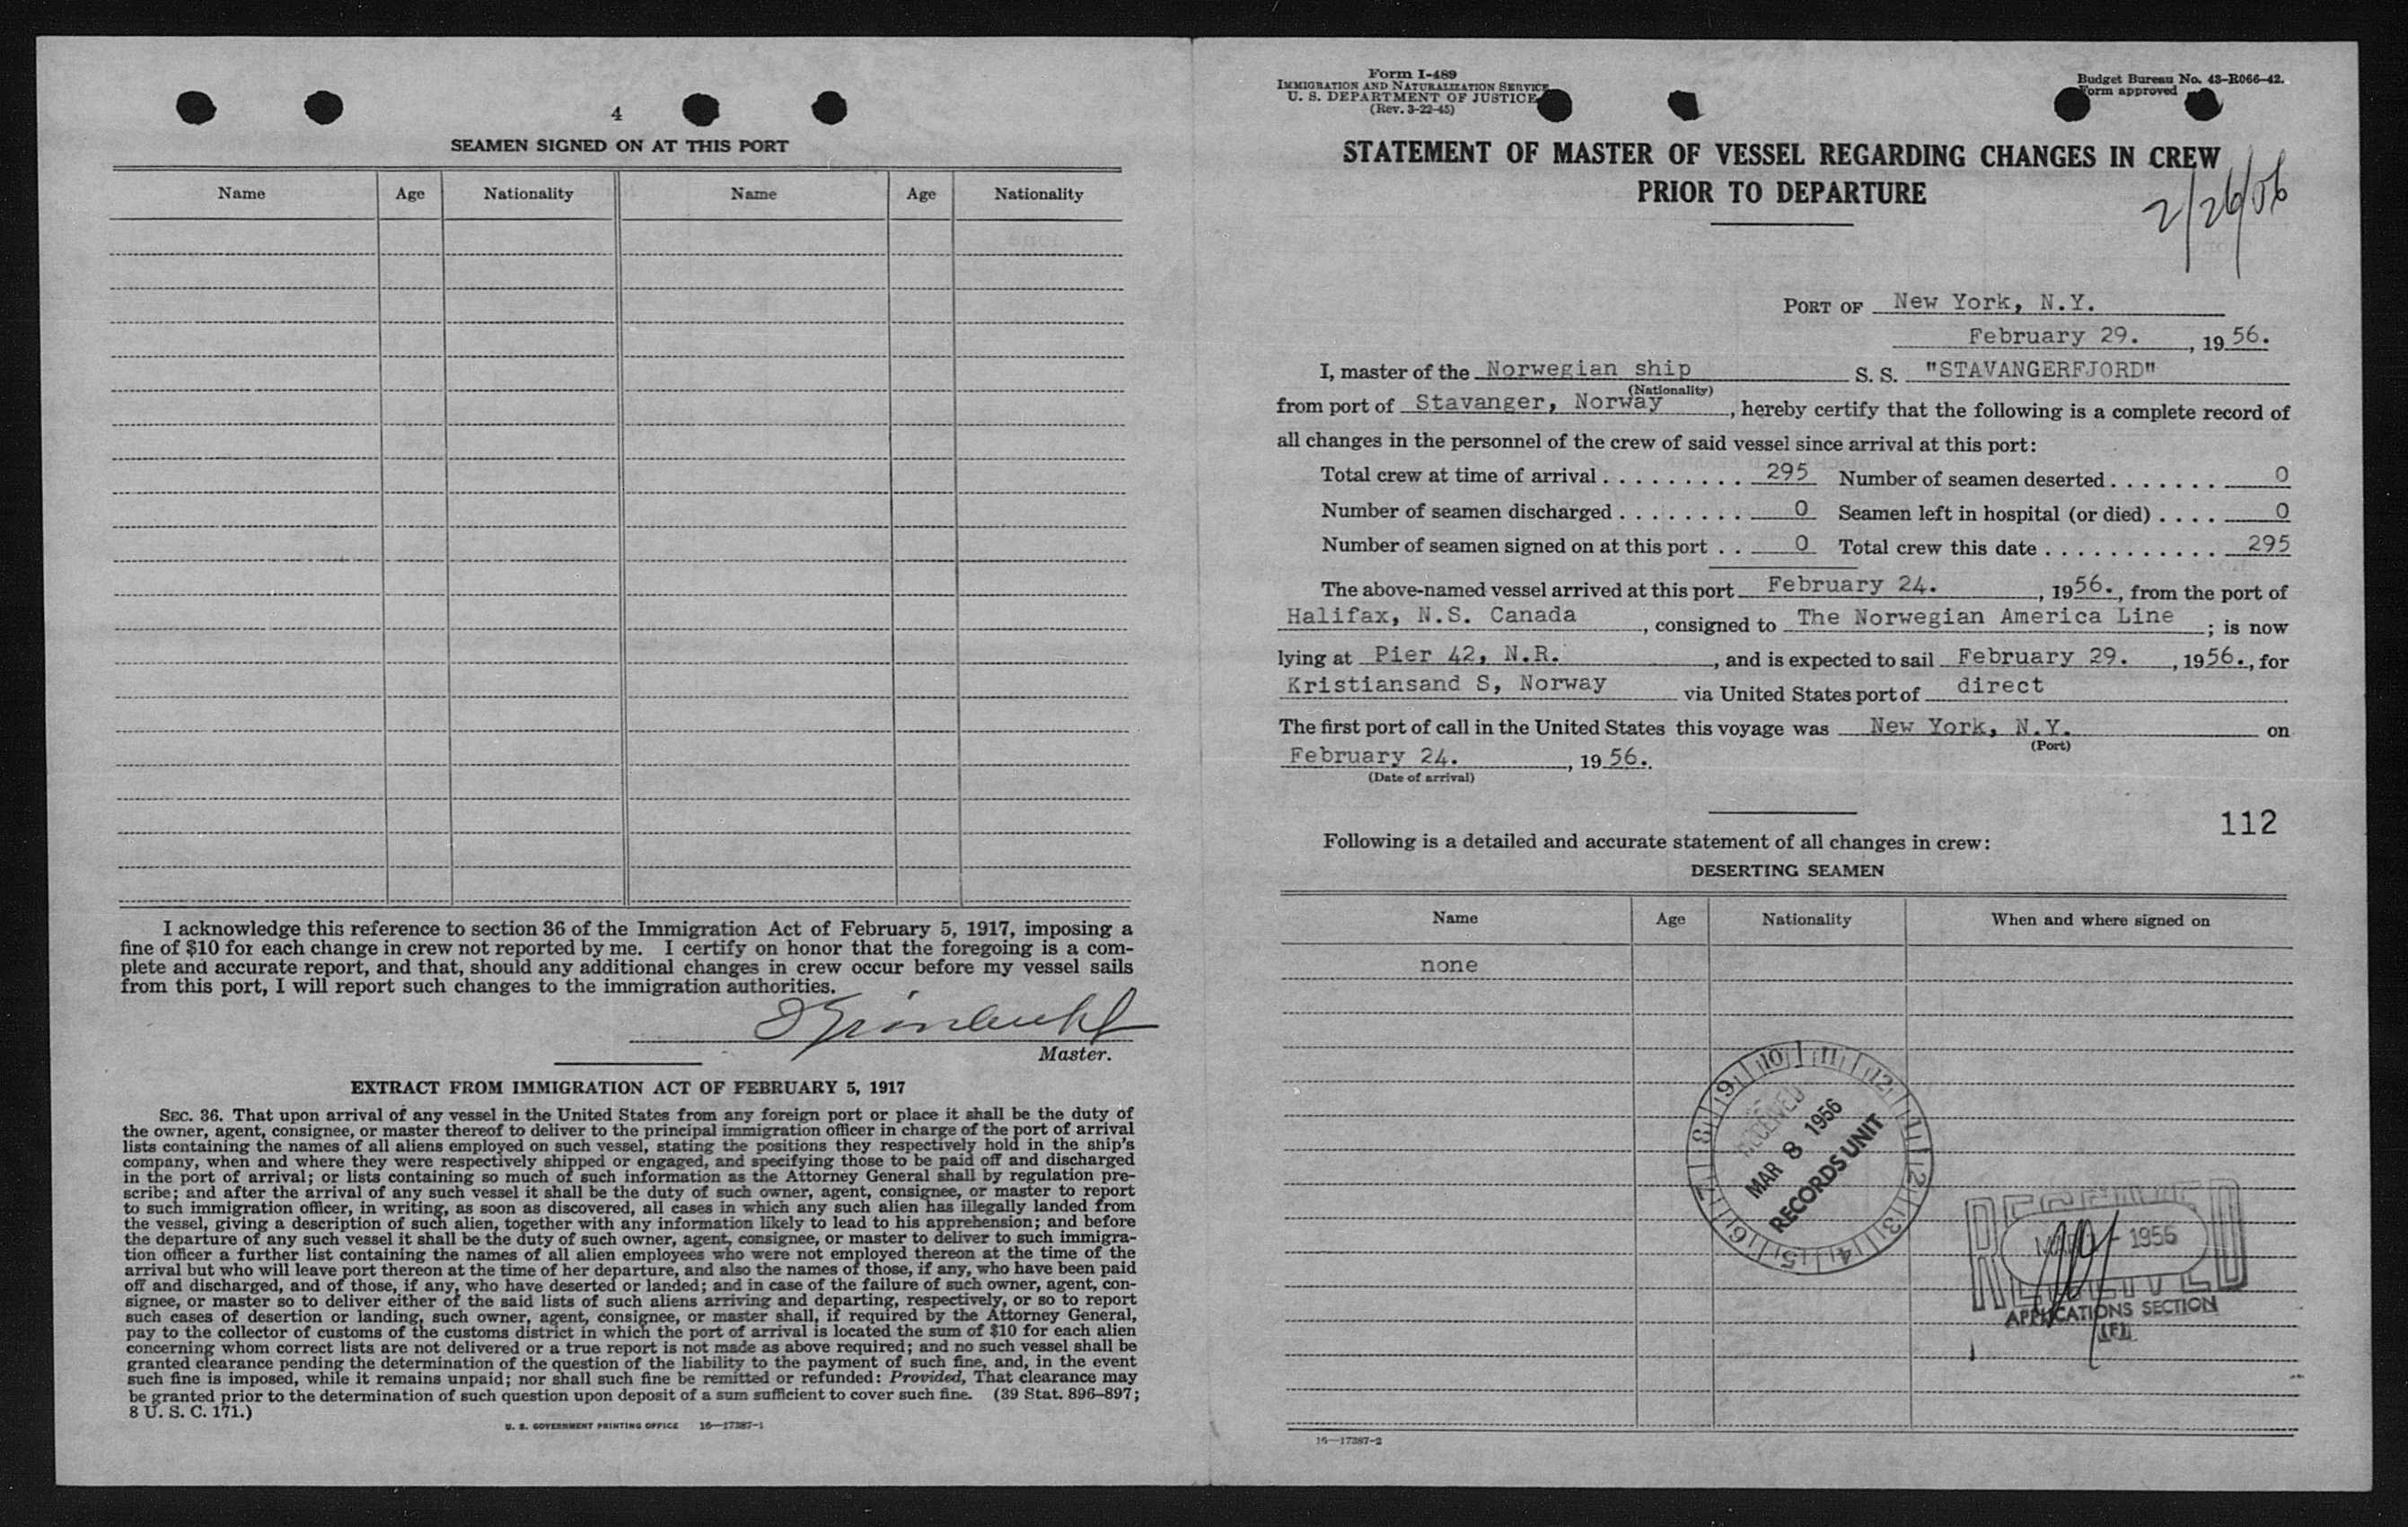 4
SEAMEN SIGNED ON AT THIS PORT
Name Age Nationality Name Age Nationality
I acknowledge this reference to section 36 of the Immigration Act of February 5, 1917, imposing a
fine of $10 for each change in crew not reported by me. I certify on honor that the foregoing is a com-
plete and accurate report, and that, should any additional changes in crew occur before my vessel sails
from this port, I will report such changes to the immigration authorities.
Master.
EXTRACT FROM IMMIGRATION ACT OF FEBRUARY 5, 1917
SEC. 36. That upon arrival of any vessel in the United States from any foreign port or place it shall be the duty of
the owner, agent, consignee, or master thereof to deliver to the principal immigration officer in charge of the port of arrival
lists containing the names of all aliens employed on such vessel, stating the positions they respectively hold in the ship's
company, when and where they were respectively shipped or engaged, and specifying those to be paid off and discharged
in the port of arrival; or lists containing so much of such information as the Attorney General shall by regulation pre-
scribe; and after the arrival of any such vessel it shall be the duty of such owner, agent, consignee, or master to report
to such immigration officer, in writing, as soon as discovered, all cases in which any such alien has illegally landed from
the vessel, giving a description of such alien, together with any information likely to lead to his apprehension; and before
the departure of any such vessel it shall be the duty of such owner, agent, consignee, or master to deliver to such immigra-
tion officer a further list containing the names of all alien employees who were not employed thereon at the time of the
arrival but who will leave port thereon at the time of her departure, and also the names of those, if any, who have been paid
off and discharged, and of those, if any, who have deserted or landed; and in case of the failure of such owner, agent, con-
signee, or master so to deliver either of the said lists of such aliens arriving and departing, respectively, or so to report
such cases of desertion or landing, such owner, agent, consignee, or master shall, if required by the Attorney General,
pay to the collector of customs of the customs district in which the port of arrival is located the sum of $10 for each alien
concerning whom correct lists are not delivered or a true report is not made as above required; and no such vessel shall be
granted clearance pending the determination of the question of the liability to the payment of such fine, and, in the event
such fine is imposed, while it remains unpaid; nor shall such fine be remitted or refunded: Provided, That clearance may
be granted prior to the determination of such question upon deposit of a sum sufficient to cover such fine. (39 Stat. 896–897;
8 U. S. C. 171.)
U. S. GOVERNMENT PRINTING OFFICE 16—17387-1
Form I-489
IMMIGRATION AND NATURALIZATION SERVICE
U. S. DEPARTMENT OF JUSTICE
(Rev. 3-22-45)
Budget Bureau No. 43-R066-42.
Form approved
STATEMENT OF MASTER OF VESSEL REGARDING CHANGES IN CREW
PRIOR TO DEPARTURE
2/26/56
PORT OF New York, N.Y.
February 29. , 19 56.
I, master of the Norwegian ship S. S. "STAVANGERFJORD"
(Nationality)
from port of Stavanger, Norway , hereby certify that the following is a complete record of
all changes in the personnel of the crew of said vessel since arrival at this port:
Total crew at time of arrival . . . . . . . . . 295 Number of seamen deserted . . . . . . . 0
Number of seamen discharged . . . . . . . . 0 Seamen left in hospital (or died) . . . . 0
Number of seamen signed on at this port . . 0 Total crew this date . . . . . . . . . . . 295
The above-named vessel arrived at this port February 24. , 1956., from the port of
Halifax, N.S. Canada , consigned to The Norwegian America Line ; is now
lying at Pier 42, N.R. , and is expected to sail February 29. , 1956., for
Kristiansand S, Norway via United States port of direct
The first port of call in the United States this voyage was New York, N.Y. on
(Port)
February 24. , 19 56.
(Date of arrival)
112
Following is a detailed and accurate statement of all changes in crew:
DESERTING SEAMEN
Name Age Nationality When and where signed on
none
10 11 12 1 2 3 4 5 6 7 8 9
RECEIVED
MAR 8 1956
RECORDS UNIT
RECEIVED
1956
APPLICATIONS SECTION
16—17387-2